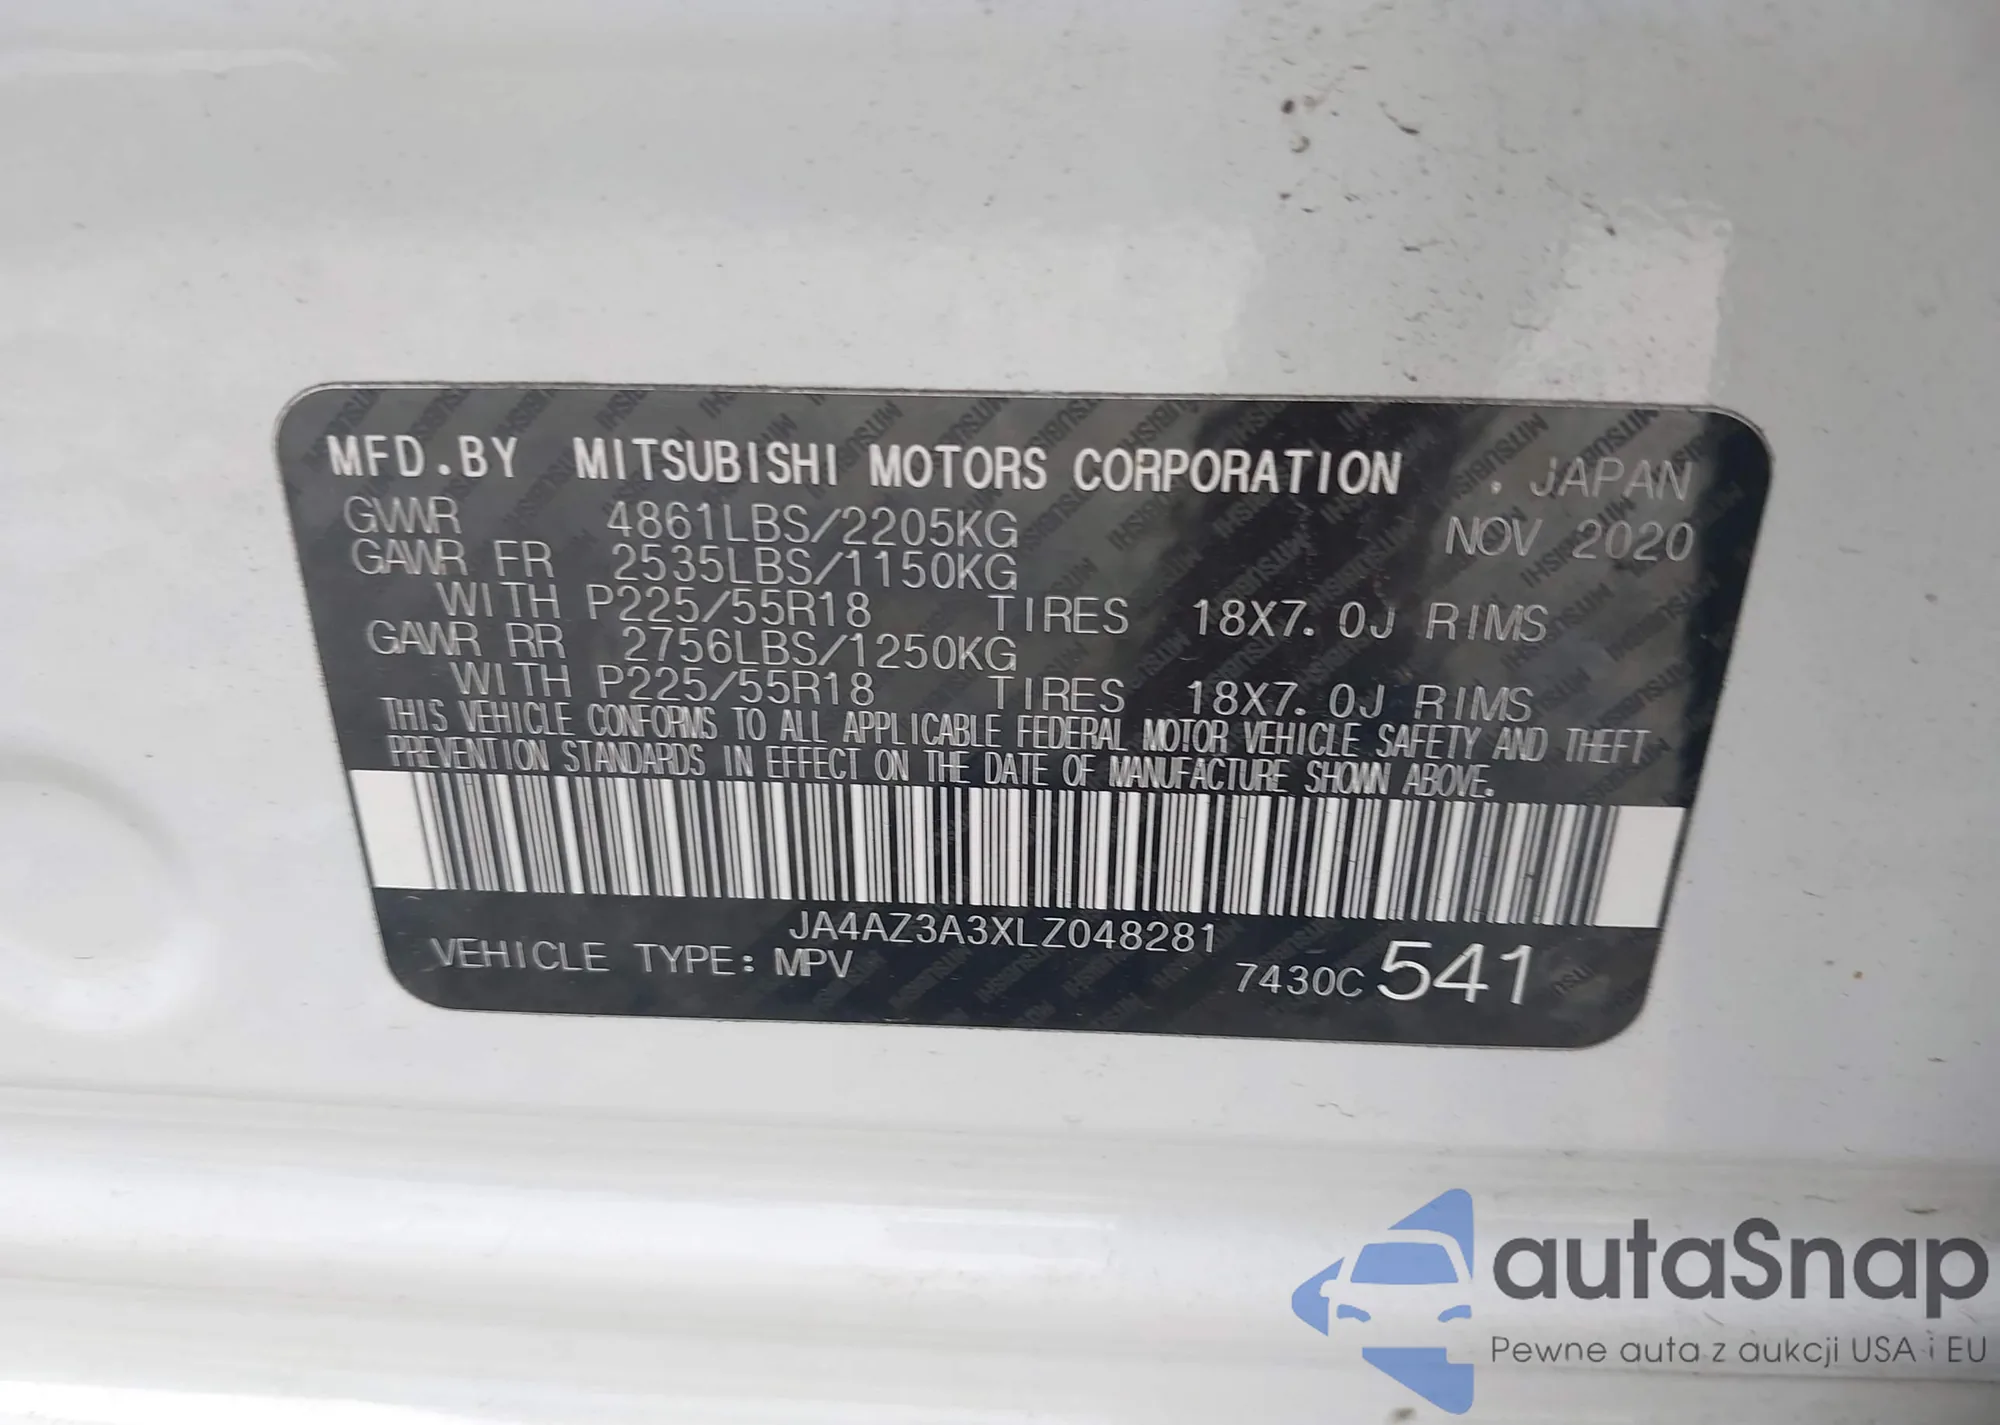 MFD.BY MITSUBISHI MOTORS CORPORATION , JAPAN
GVWR 4861LBS/2205KG NOV 2020
GAWR FR 2535LBS/1150KG
WITH P225/55R18 TIRES 18X7.0J RIMS
GAWR RR 2756LBS/1250KG
WITH P225/55R18 TIRES 18X7.0J RIMS
THIS VEHICLE CONFORMS TO ALL APPLICABLE FEDERAL MOTOR VEHICLE SAFETY AND THEFT
PREVENTION STANDARDS IN EFFECT ON THE DATE OF MANUFACTURE SHOWN ABOVE.
JA4AZ3A3XLZ048281
VEHICLE TYPE: MPV 7430C 541
autaSnap
Pewne auta z aukcji USA i EU